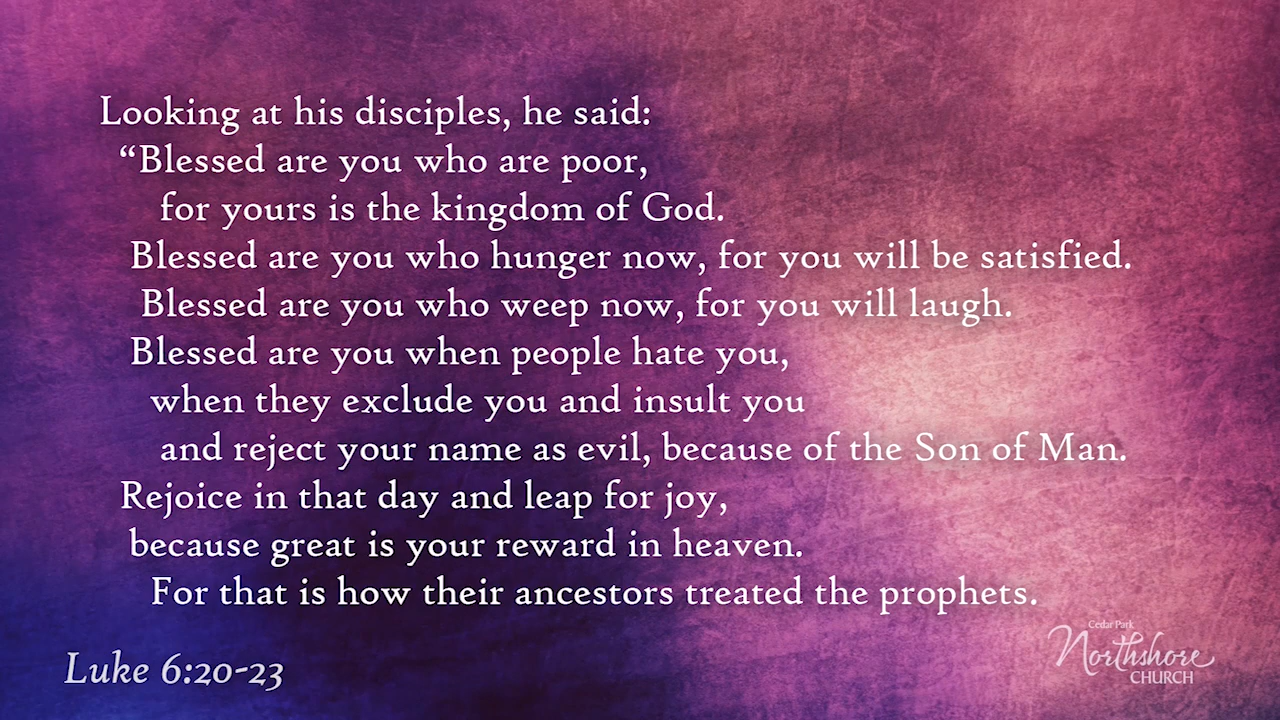 Looking at his disciples, he said:
“Blessed are you who are poor,
for yours is the kingdom of God.
Blessed are you who hunger now, for you will be satisfied.
Blessed are you who weep now, for you will laugh.
Blessed are you when people hate you,
when they exclude you and insult you
and reject your name as evil, because of the Son of Man.
Rejoice in that day and leap for joy,
because great is your reward in heaven.
For that is how their ancestors treated the prophets.
Luke 6:20-23
Cedar Park
Northshore
CHURCH